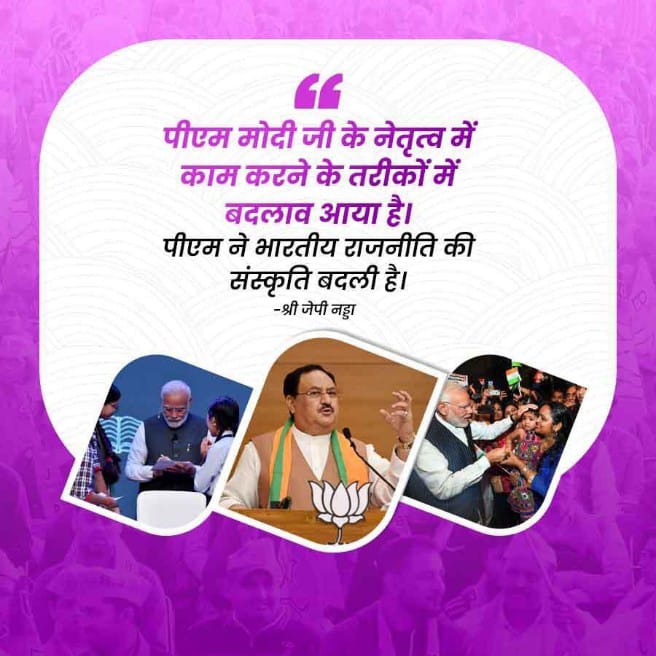 पीएम मोदी जी के नेतृत्व में
काम करने के तरीकों में
बदलाव आया है।
पीएम ने भारतीय राजनीति की
संस्कृति बदली है।
-श्री जेपी नड्डा